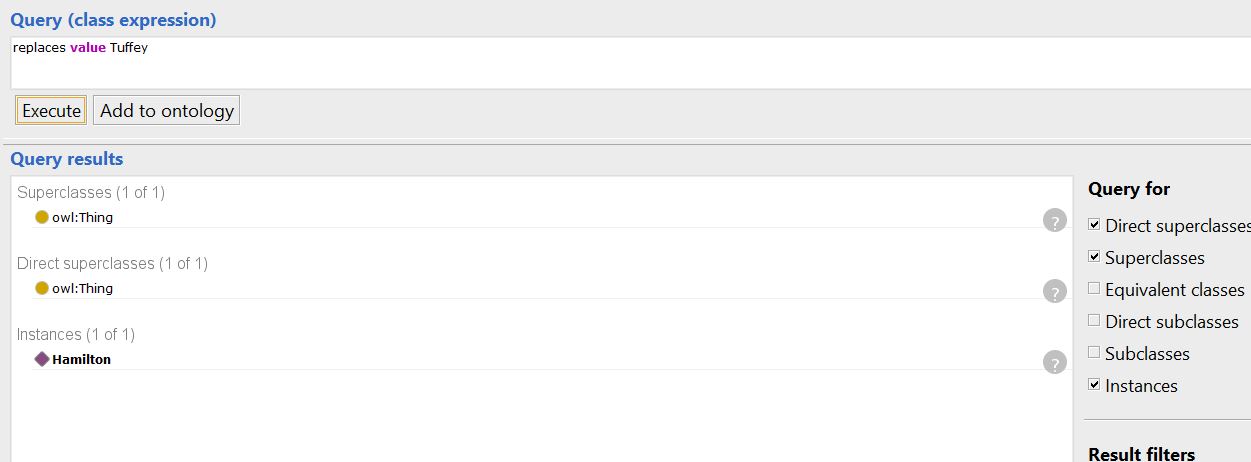 Query (class expression)
replaces value Tuffey
Execute
Add to ontology
Query results
Superclasses (1 of 1)
owl:Thing
?
Direct superclasses (1 of 1)
owl:Thing
?
Instances (1 of 1)
Hamilton
?
Query for
Direct superclasses
Superclasses
Equivalent classes
Direct subclasses
Subclasses
Instances
Result filters